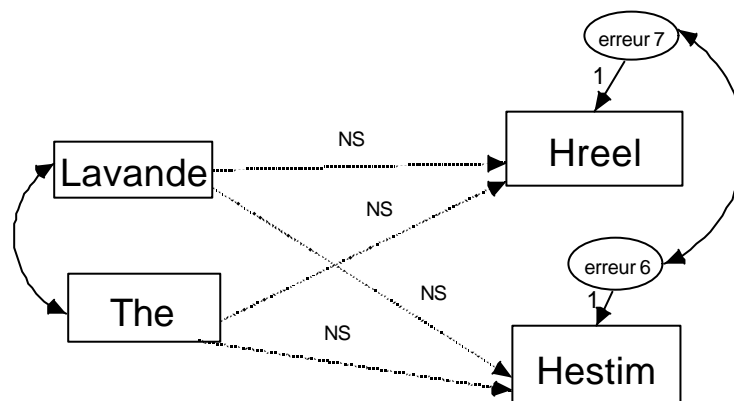 erreur 7
1
NS
Hreel
Lavande
NS
erreur 6
NS
1
The
NS
Hestim